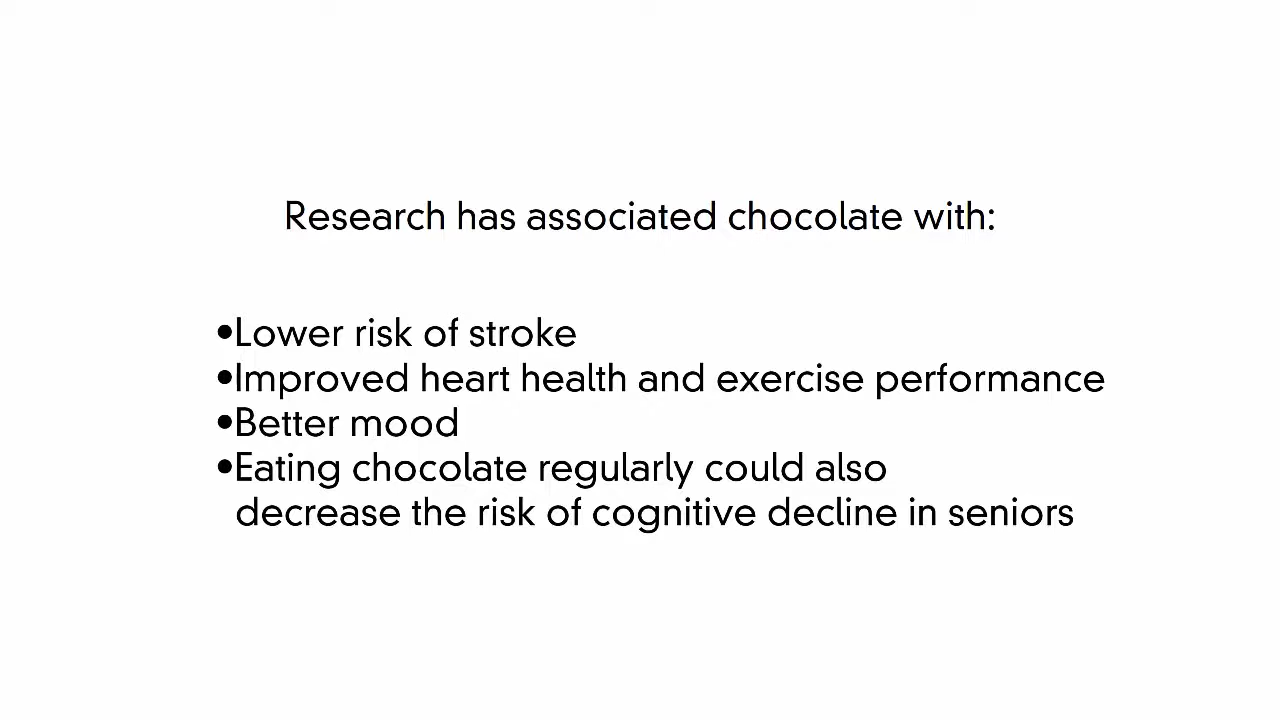 Research has associated chocolate with:
•Lower risk of stroke
•Improved heart health and exercise performance
•Better mood
•Eating chocolate regularly could also
decrease the risk of cognitive decline in seniors